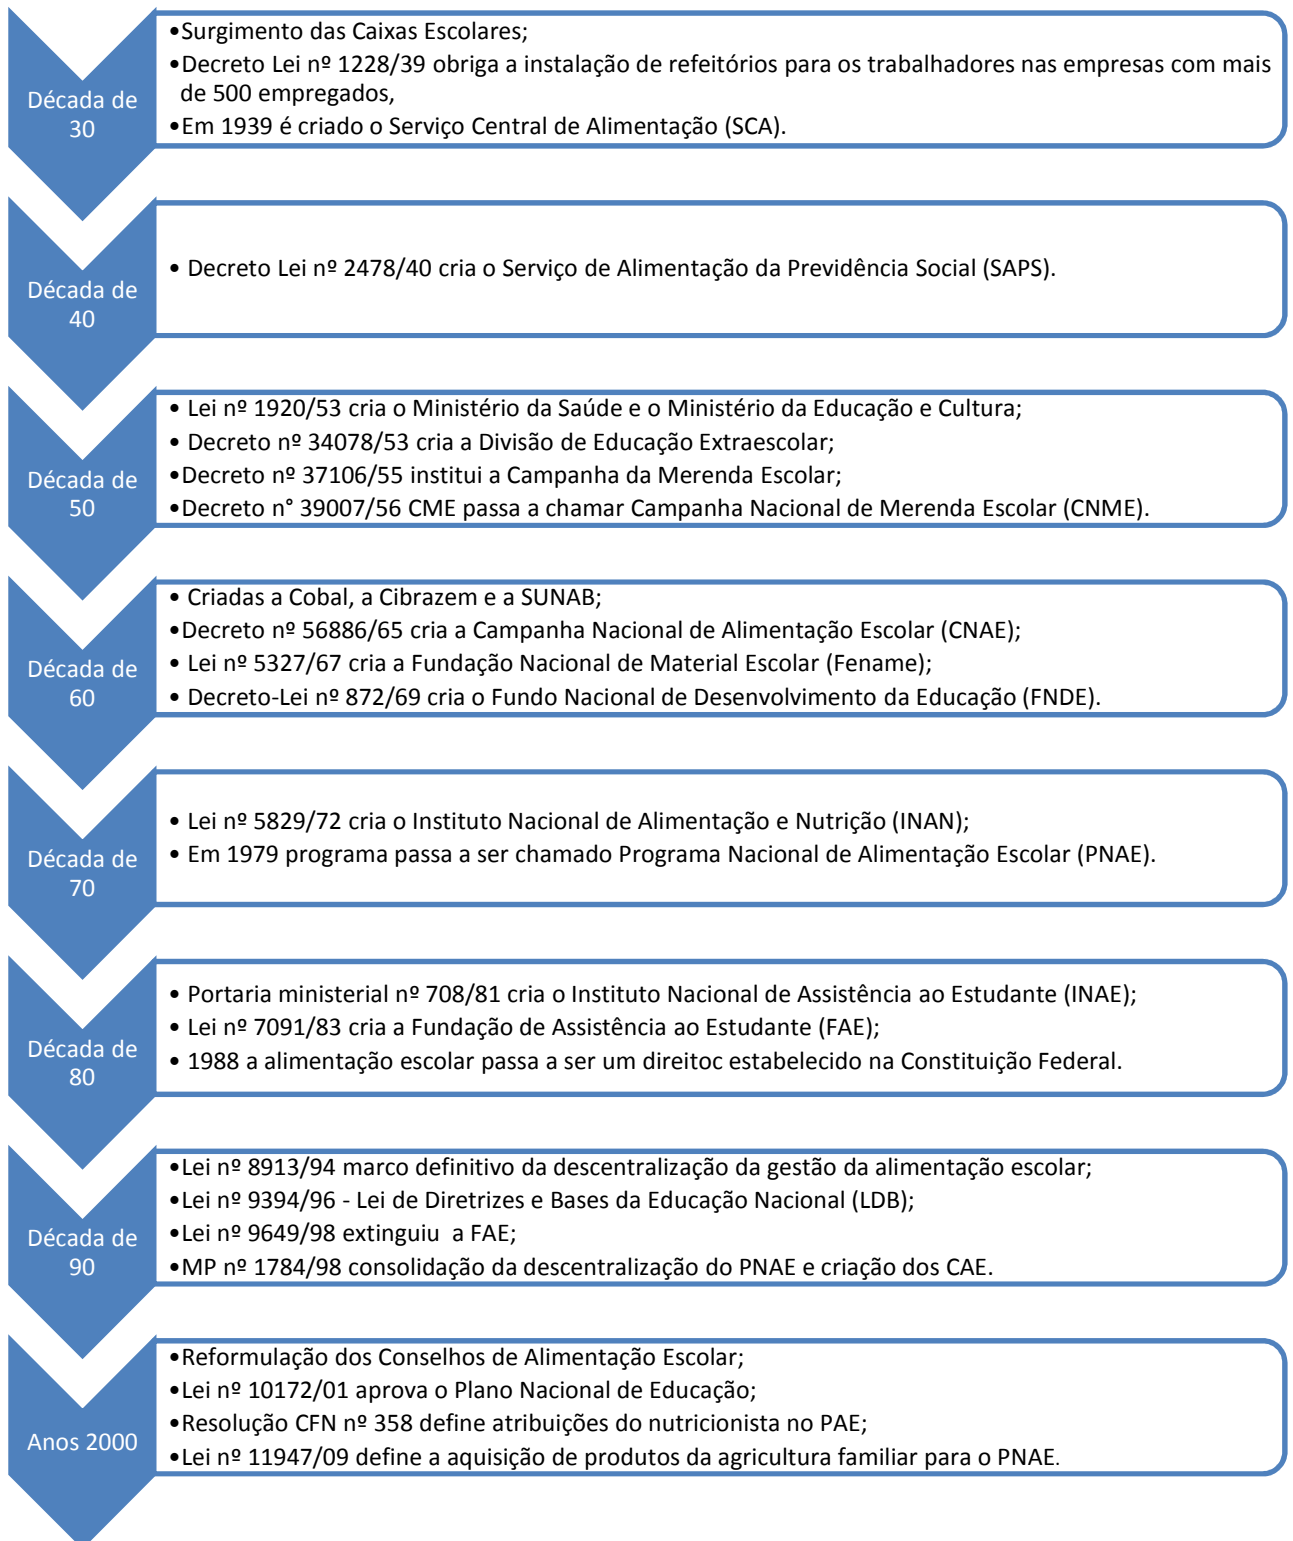 •Surgimento das Caixas Escolares;
•Decreto Lei nº 1228/39 obriga a instalação de refeitórios para os trabalhadores nas empresas com mais
de 500 empregados,
•Em 1939 é criado o Serviço Central de Alimentação (SCA).
Década de
30
• Decreto Lei nº 2478/40 cria o Serviço de Alimentação da Previdência Social (SAPS).
Década de
40
• Lei nº 1920/53 cria o Ministério da Saúde e o Ministério da Educação e Cultura;
• Decreto nº 34078/53 cria a Divisão de Educação Extraescolar;
•Decreto nº 37106/55 institui a Campanha da Merenda Escolar;
•Decreto n° 39007/56 CME passa a chamar Campanha Nacional de Merenda Escolar (CNME).
Década de
50
• Criadas a Cobal, a Cibrazem e a SUNAB;
•Decreto nº 56886/65 cria a Campanha Nacional de Alimentação Escolar (CNAE);
• Lei nº 5327/67 cria a Fundação Nacional de Material Escolar (Fename);
• Decreto-Lei nº 872/69 cria o Fundo Nacional de Desenvolvimento da Educação (FNDE).
Década de
60
• Lei nº 5829/72 cria o Instituto Nacional de Alimentação e Nutrição (INAN);
• Em 1979 programa passa a ser chamado Programa Nacional de Alimentação Escolar (PNAE).
Década de
70
• Portaria ministerial nº 708/81 cria o Instituto Nacional de Assistência ao Estudante (INAE);
• Lei nº 7091/83 cria a Fundação de Assistência ao Estudante (FAE);
• 1988 a alimentação escolar passa a ser um direitoc estabelecido na Constituição Federal.
Década de
80
•Lei nº 8913/94 marco definitivo da descentralização da gestão da alimentação escolar;
•Lei nº 9394/96 - Lei de Diretrizes e Bases da Educação Nacional (LDB);
•Lei nº 9649/98 extinguiu a FAE;
•MP nº 1784/98 consolidação da descentralização do PNAE e criação dos CAE.
Década de
90
•Reformulação dos Conselhos de Alimentação Escolar;
•Lei nº 10172/01 aprova o Plano Nacional de Educação;
•Resolução CFN nº 358 define atribuições do nutricionista no PAE;
•Lei nº 11947/09 define a aquisição de produtos da agricultura familiar para o PNAE.
Anos 2000